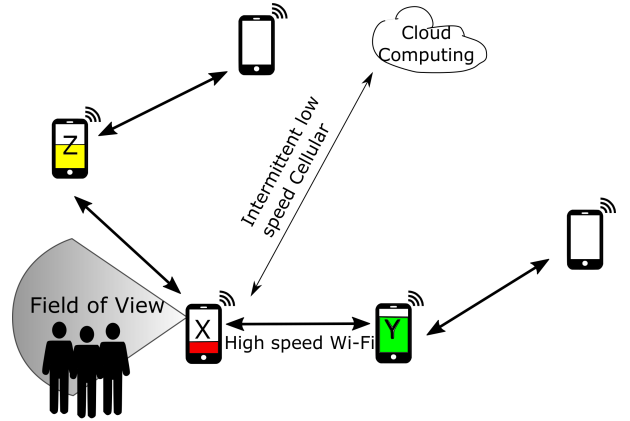 Cloud
Computing
Z
Intermittent low
speed Cellular
Field of View
X
Y
High speed Wi-Fi